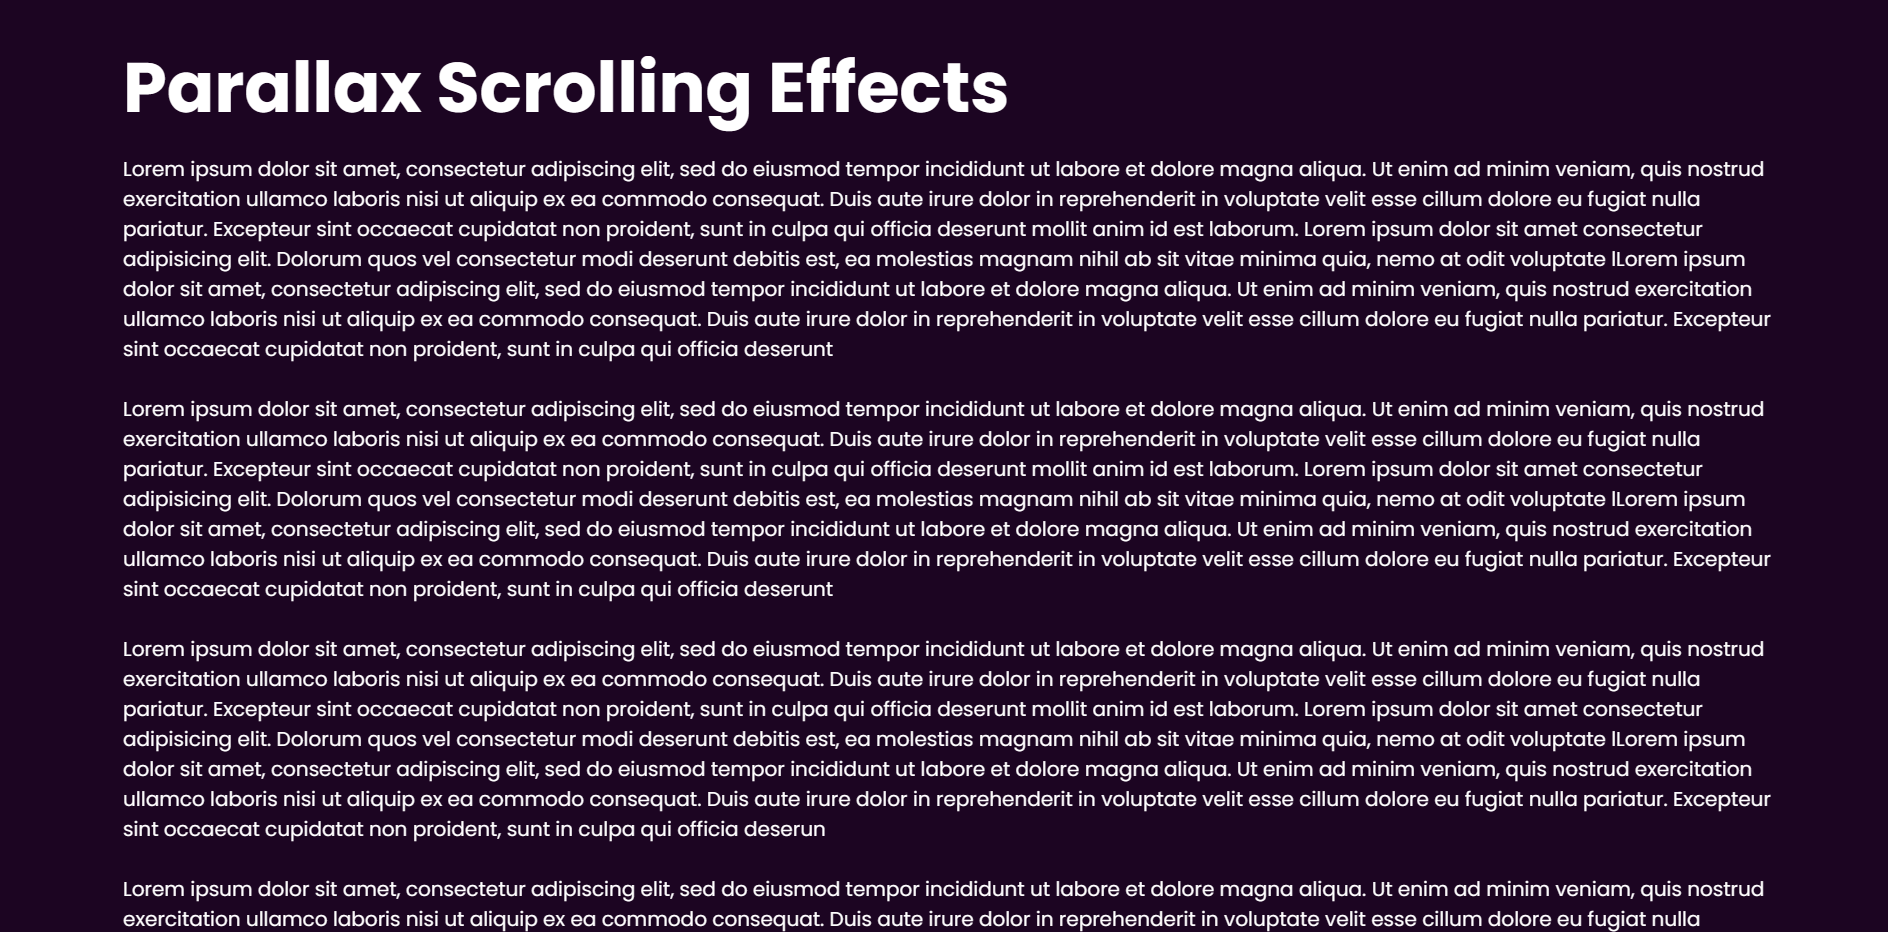 Parallax Scrolling Effects
Lorem ipsum dolor sit amet, consectetur adipiscing elit, sed do eiusmod tempor incididunt ut labore et dolore magna aliqua. Ut enim ad minim veniam, quis nostrud
exercitation ullamco laboris nisi ut aliquip ex ea commodo consequat. Duis aute irure dolor in reprehenderit in voluptate velit esse cillum dolore eu fugiat nulla
pariatur. Excepteur sint occaecat cupidatat non proident, sunt in culpa qui officia deserunt mollit anim id est laborum. Lorem ipsum dolor sit amet consectetur
adipisicing elit. Dolorum quos vel consectetur modi deserunt debitis est, ea molestias magnam nihil ab sit vitae minima quia, nemo at odit voluptate lLorem ipsum
dolor sit amet, consectetur adipiscing elit, sed do eiusmod tempor incididunt ut labore et dolore magna aliqua. Ut enim ad minim veniam, quis nostrud exercitation
ullamco laboris nisi ut aliquip ex ea commodo consequat. Duis aute irure dolor in reprehenderit in voluptate velit esse cillum dolore eu fugiat nulla pariatur. Excepteur
sint occaecat cupidatat non proident, sunt in culpa qui officia deserunt
Lorem ipsum dolor sit amet, consectetur adipiscing elit, sed do eiusmod tempor incididunt ut labore et dolore magna aliqua. Ut enim ad minim veniam, quis nostrud
exercitation ullamco laboris nisi ut aliquip ex ea commodo consequat. Duis aute irure dolor in reprehenderit in voluptate velit esse cillum dolore eu fugiat nulla
pariatur. Excepteur sint occaecat cupidatat non proident, sunt in culpa qui officia deserunt mollit anim id est laborum. Lorem ipsum dolor sit amet consectetur
adipisicing elit. Dolorum quos vel consectetur modi deserunt debitis est, ea molestias magnam nihil ab sit vitae minima quia, nemo at odit voluptate lLorem ipsum
dolor sit amet, consectetur adipiscing elit, sed do eiusmod tempor incididunt ut labore et dolore magna aliqua. Ut enim ad minim veniam, quis nostrud exercitation
ullamco laboris nisi ut aliquip ex ea commodo consequat. Duis aute irure dolor in reprehenderit in voluptate velit esse cillum dolore eu fugiat nulla pariatur. Excepteur
sint occaecat cupidatat non proident, sunt in culpa qui officia deserunt
Lorem ipsum dolor sit amet, consectetur adipiscing elit, sed do eiusmod tempor incididunt ut labore et dolore magna aliqua. Ut enim ad minim veniam, quis nostrud
exercitation ullamco laboris nisi ut aliquip ex ea commodo consequat. Duis aute irure dolor in reprehenderit in voluptate velit esse cillum dolore eu fugiat nulla
pariatur. Excepteur sint occaecat cupidatat non proident, sunt in culpa qui officia deserunt mollit anim id est laborum. Lorem ipsum dolor sit amet consectetur
adipisicing elit. Dolorum quos vel consectetur modi deserunt debitis est, ea molestias magnam nihil ab sit vitae minima quia, nemo at odit voluptate lLorem ipsum
dolor sit amet, consectetur adipiscing elit, sed do eiusmod tempor incididunt ut labore et dolore magna aliqua. Ut enim ad minim veniam, quis nostrud exercitation
ullamco laboris nisi ut aliquip ex ea commodo consequat. Duis aute irure dolor in reprehenderit in voluptate velit esse cillum dolore eu fugiat nulla pariatur. Excepteur
sint occaecat cupidatat non proident, sunt in culpa qui officia deserun
Lorem ipsum dolor sit amet, consectetur adipiscing elit, sed do eiusmod tempor incididunt ut labore et dolore magna aliqua. Ut enim ad minim veniam, quis nostrud
exercitation ullamco laboris nisi ut aliquip ex ea commodo consequat. Duis aute irure dolor in reprehenderit in voluptate velit esse cillum dolore eu fugiat nulla